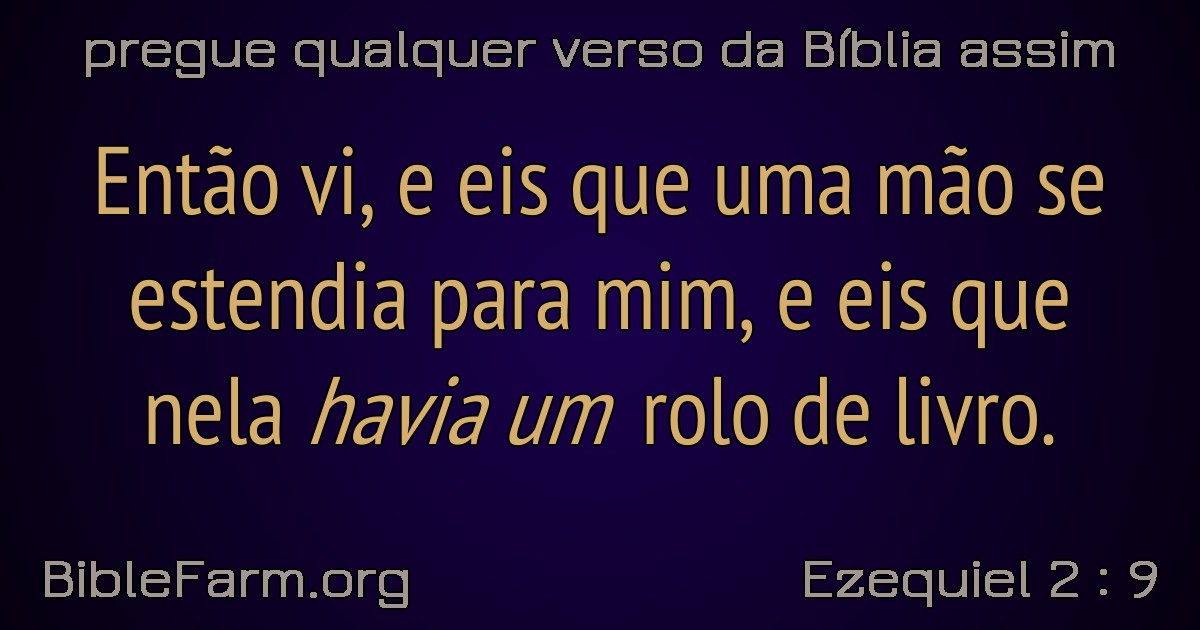 pregue qualquer verso da Bíblia assim
Então vi, e eis que uma mão se
estendia para mim, e eis que
nela havia um rolo de livro.
BibleFarm.org
Ezequiel 2 : 9